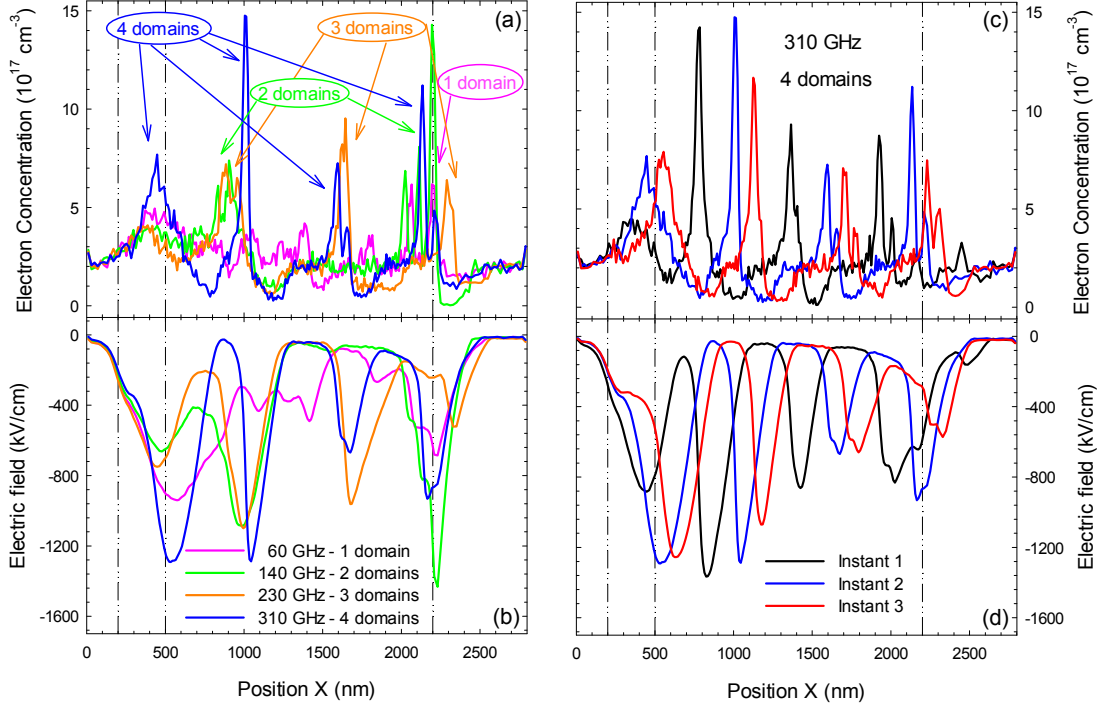 (a)
4 domains
3 domains
2 domains
1 domain
Electron Concentration (10^17 cm^-3)
15
10
5
0
(b)
Electric field (kV/cm)
0
-400
-800
-1200
-1600
60 GHz - 1 domain
140 GHz - 2 domains
230 GHz - 3 domains
310 GHz - 4 domains
0 500 1000 1500 2000 2500
Position X (nm)
(c)
310 GHz
4 domains
15
10
5
0
Electron Concentration (10^17 cm^-3)
0
-400
-800
-1200
-1600
Electric field (kV/cm)
Instant 1
Instant 2
Instant 3
(d)
0 500 1000 1500 2000 2500
Position X (nm)